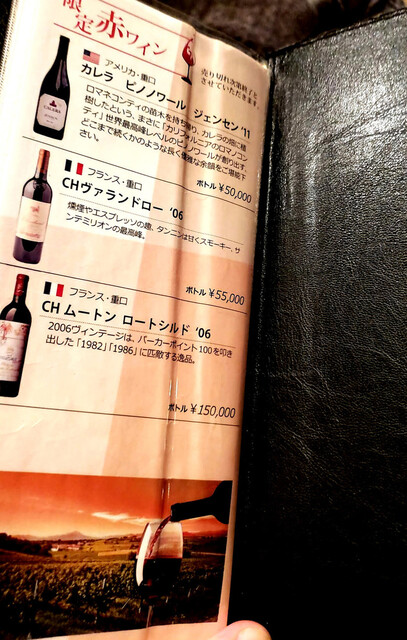 限定赤ワイン
売り切れ次第終了と
させていただきます。
アメリカ・重口
カレラ ピノノワール ジェンセン '11
ロマネコンティの苗木を持ち帰り、カレラの畑に植
樹したという、まさに「カリフォルニアのロマネコン
ティ」世界最高峰レベルのピノノワールが創り出す、
どこまで続くかのような長く優雅な余韻をご堪能下
さい。
ボトル ¥50,000
フランス・重口
CHヴァランドロー '06
燻煙やエスプレッソの趣、タンニンは甘くスモーキー、サ
ンテミリオンの最高峰。
ボトル ¥55,000
フランス・重口
CH ムートン ロートシルド '06
2006ヴィンテージは、パーカーポイント100を叩き
出した「1982」「1986」に匹敵する逸品。
ボトル ¥150,000